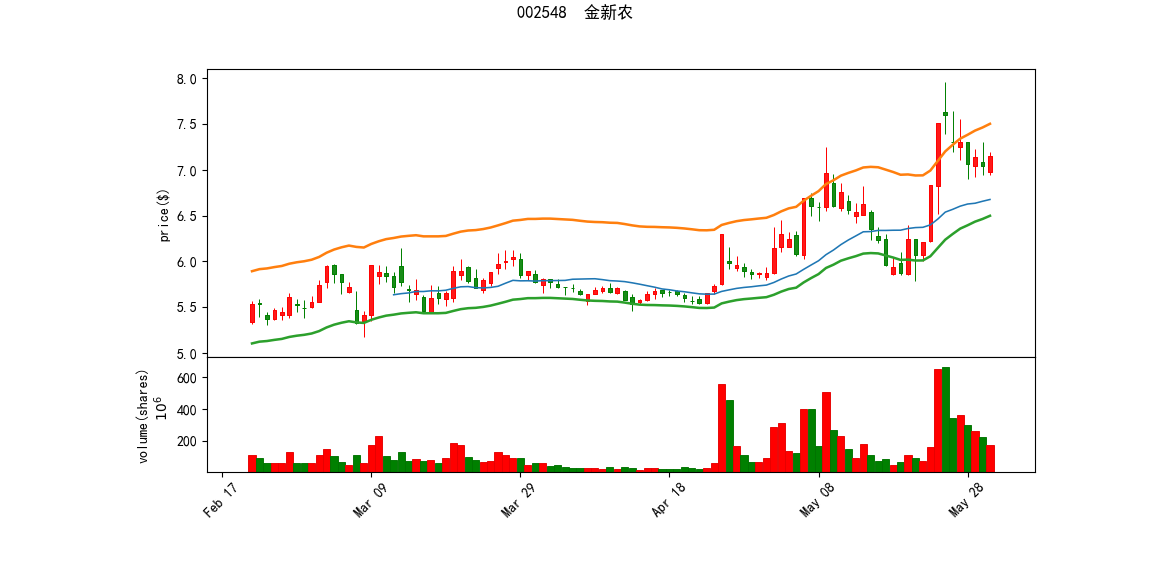 002548 金新农
8.0
7.5
7.0
6.5
6.0
5.5
5.0
price($)
600
400
200
volume(shares)
10^6
Feb 17
Mar 09
Mar 29
Apr 18
May 08
May 28